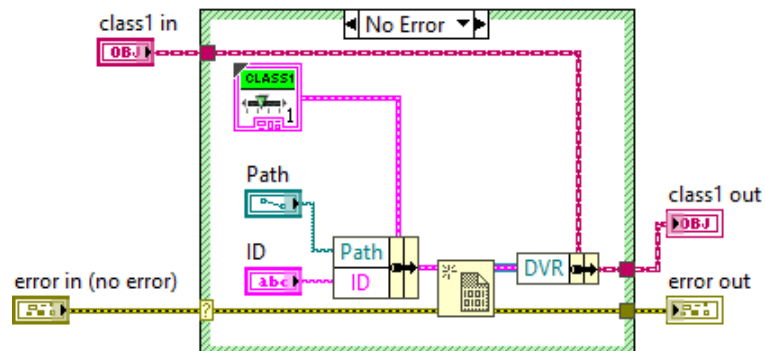 class1 in
No Error
OBJ
CLASS1
1
Path
Path
ID
ID
abc
DVR
class1 out
OBJ
error in (no error)
?
error out